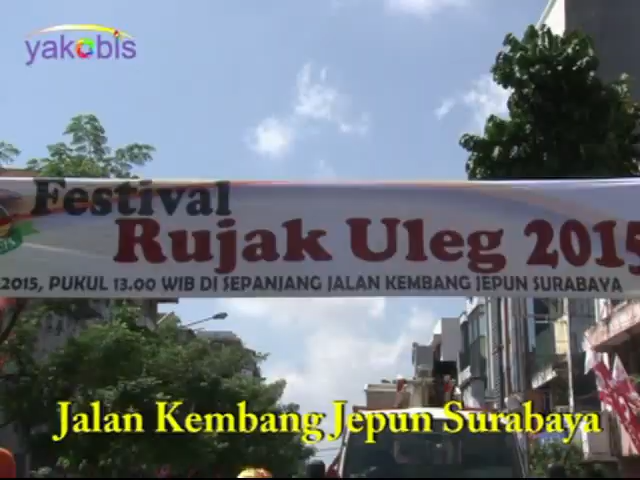 yakobis
Festival
Rujak Uleg 2015
2015, PUKUL 13.00 WIB DI SEPANJANG JALAN KEMBANG JEPUN SURABAYA
Jalan Kembang Jepun Surabaya